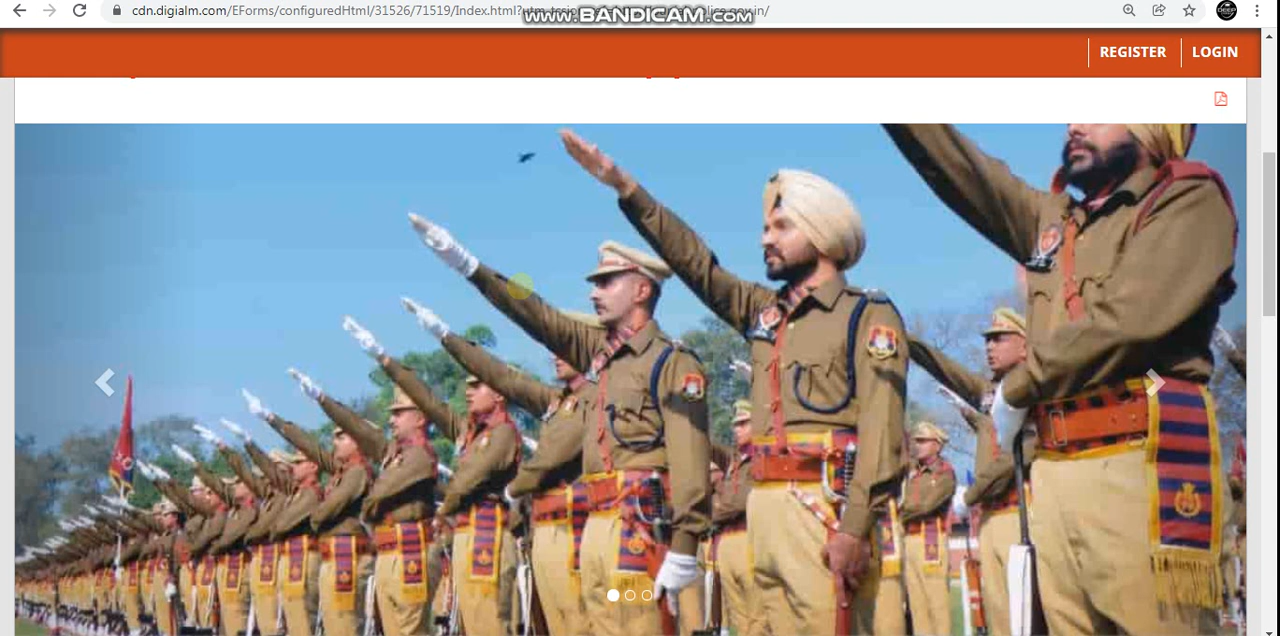 cdn.digialm.com/EForms/configuredHtml/31526/71519/Index.html?
www.BANDICAM.com
REGISTER
LOGIN